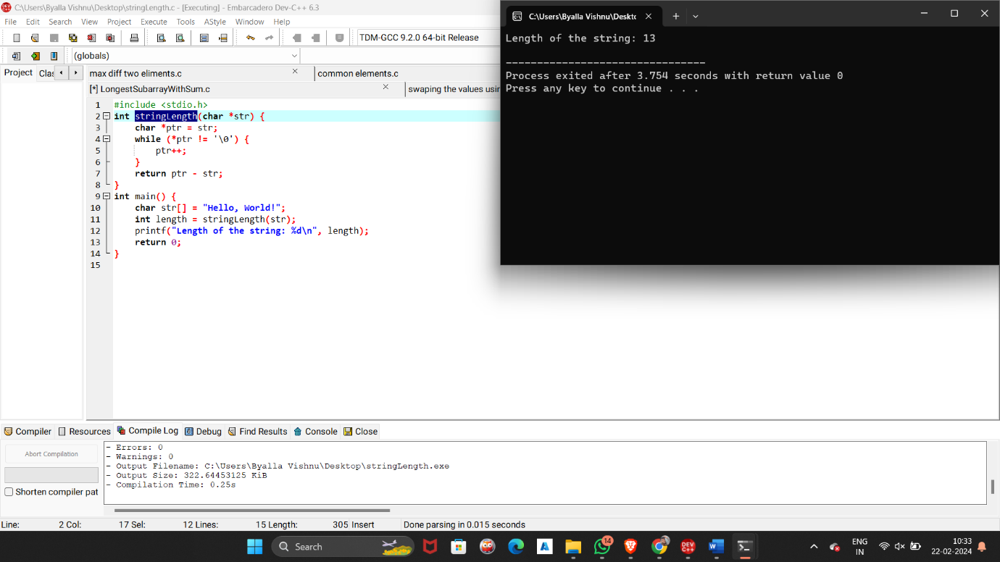 C:\Users\Byalla Vishnu\Desktop\stringLength.c - [Executing] - Embarcadero Dev-C++ 6.3
File Edit Search View Project Execute Tools AStyle Window Help
TDM-GCC 9.2.0 64-bit Release
(globals)
Project Clas
max diff two eliments.c
common elements.c
[*] LongestSubarrayWithSum.c
swaping the values usin
1 #include <stdio.h>
2 int stringLength(char *str) {
3 char *ptr = str;
4 while (*ptr != '\0') {
5 ptr++;
6 }
7 return ptr - str;
8 }
9 int main() {
10 char str[] = "Hello, World!";
11 int length = stringLength(str);
12 printf("Length of the string: %d\n", length);
13 return 0;
14 }
15
C:\Users\Byalla Vishnu\Deskto
Length of the string: 13
--------------------------------
Process exited after 3.754 seconds with return value 0
Press any key to continue . . .
Compiler Resources Compile Log Debug Find Results Console Close
Abort Compilation
Shorten compiler pat
- Errors: 0
- Warnings: 0
- Output Filename: C:\Users\Byalla Vishnu\Desktop\stringLength.exe
- Output Size: 322.64453125 KiB
- Compilation Time: 0.25s
Line: 2 Col: 17 Sel: 12 Lines: 15 Length: 305 Insert Done parsing in 0.015 seconds
Search
14
DEV C++
ENG
IN
10:33
22-02-2024